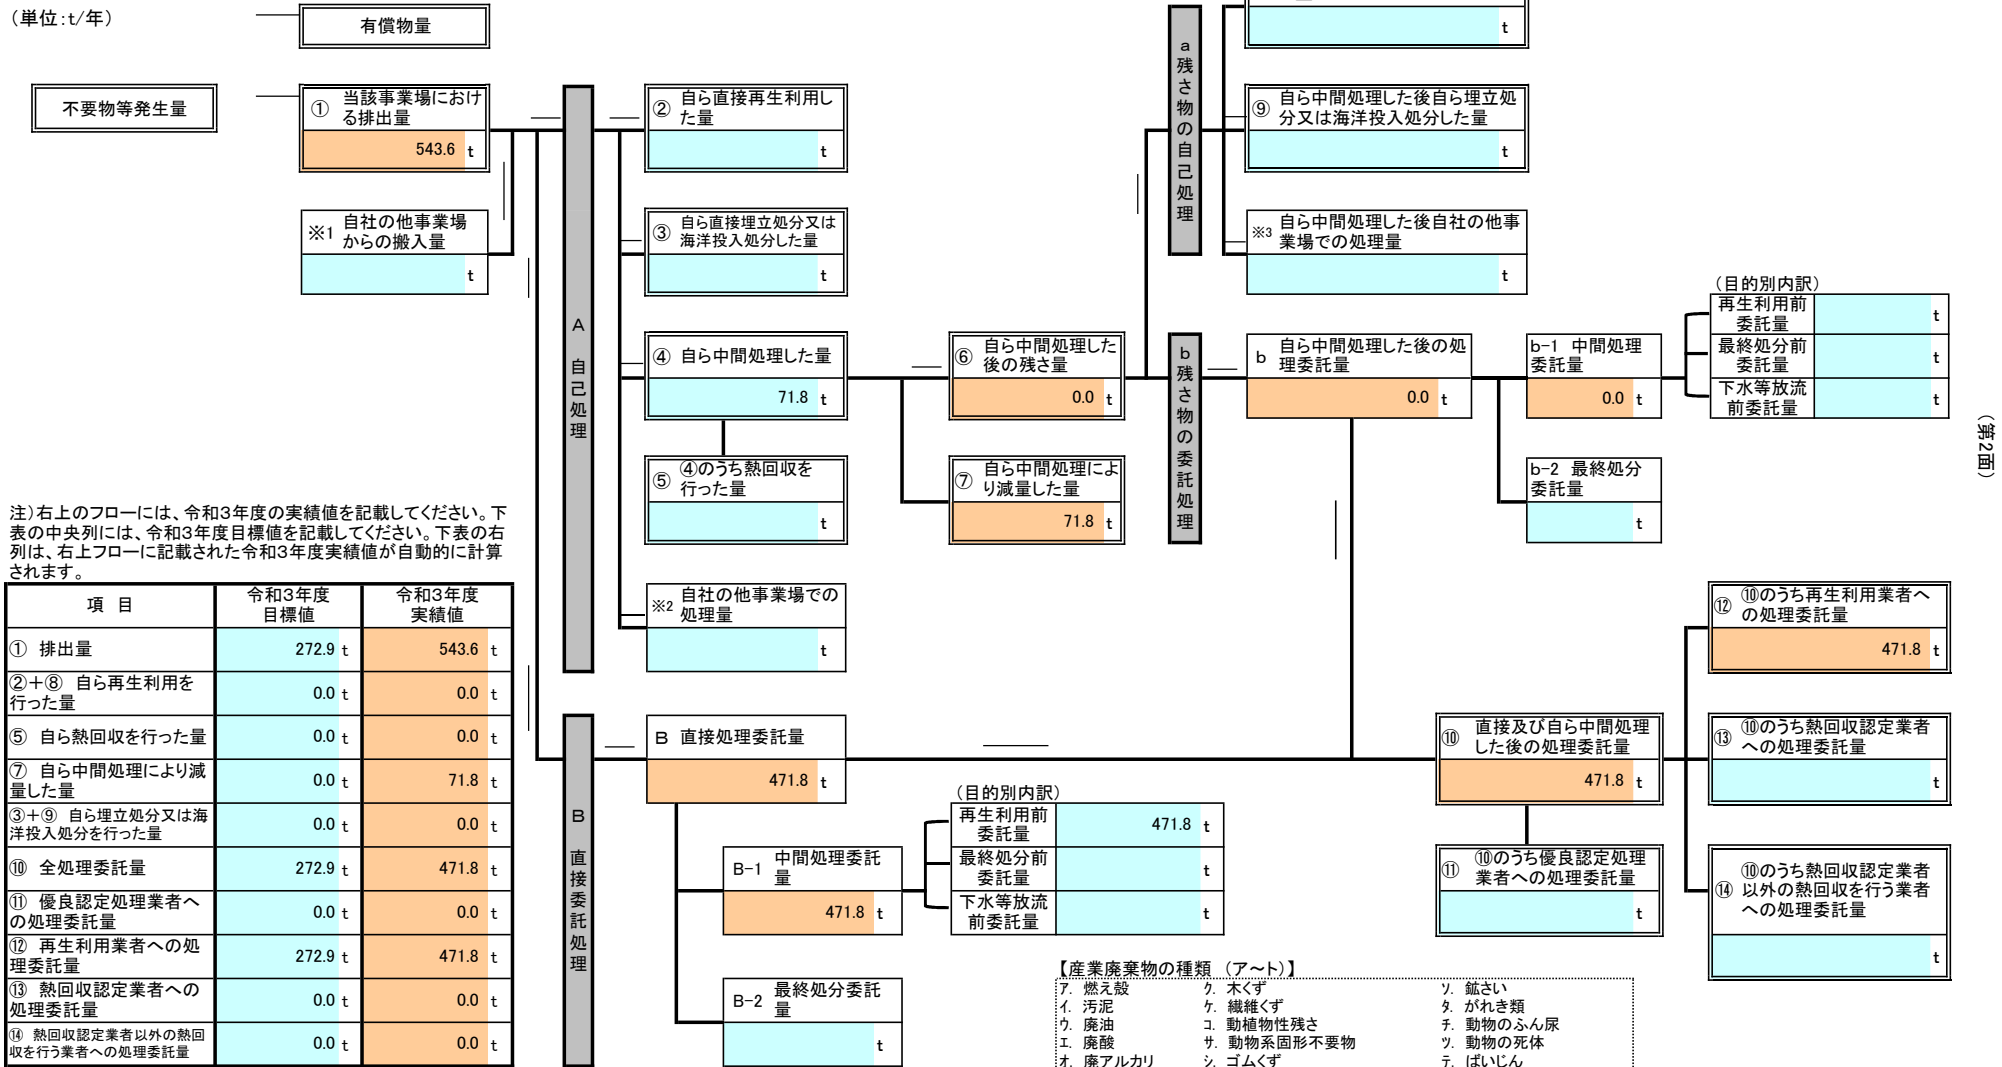 （単位：t/年）
有償物量
不要物等発生量
① 当該事業場におけ
る排出量
543.6 t
※1 自社の他事業場
からの搬入量
t
A 自己処理
② 自ら直接再生利用し
た量
t
③ 自ら直接埋立処分又は
海洋投入処分した量
t
④ 自ら中間処理した量
71.8 t
⑤ ④のうち熱回収を
行った量
t
※2 自社の他事業場での
処理量
t
⑥ 自ら中間処理した
後の残さ量
0.0 t
⑦ 自ら中間処理によ
り減量した量
71.8 t
a 残さ物の自己処理
t
⑨ 自ら中間処理した後自ら埋立処
分又は海洋投入処分した量
t
※3 自ら中間処理した後自社の他事
業場での処理量
t
b 残さ物の委託処理
b 自ら中間処理した後の処
理委託量
0.0 t
b-1 中間処理
委託量
0.0 t
b-2 最終処分
委託量
t
（目的別内訳）
再生利用前
委託量
t
最終処分前
委託量
t
下水等放流
前委託量
t
（第2面）
注）右上のフローには、令和3年度の実績値を記載してください。下
表の中央列には、令和3年度目標値を記載してください。下表の右
列は、右上フローに記載された令和3年度実績値が自動的に計算
されます。
項 目 令和3年度 目標値 令和3年度 実績値
① 排出量 272.9 t 543.6 t
②＋⑧ 自ら再生利用を
行った量 0.0 t 0.0 t
⑤ 自ら熱回収を行った量 0.0 t 0.0 t
⑦ 自ら中間処理により減
量した量 0.0 t 71.8 t
③＋⑨ 自ら埋立処分又は海
洋投入処分を行った量 0.0 t 0.0 t
⑩ 全処理委託量 272.9 t 471.8 t
⑪ 優良認定処理業者へ
の処理委託量 0.0 t 0.0 t
⑫ 再生利用業者への処
理委託量 272.9 t 471.8 t
⑬ 熱回収認定業者への
処理委託量 0.0 t 0.0 t
⑭ 熱回収認定業者以外の熱回
収を行う業者への処理委託量 0.0 t 0.0 t
B 直接委託処理
B 直接処理委託量
471.8 t
B-1 中間処理委託
量
471.8 t
B-2 最終処分委託
量
t
（目的別内訳）
再生利用前
委託量
471.8 t
最終処分前
委託量
t
下水等放流
前委託量
t
⑩ 直接及び自ら中間処理
した後の処理委託量
471.8 t
⑪ ⑩のうち優良認定処理
業者への処理委託量
t
⑫ ⑩のうち再生利用業者へ
の処理委託量
471.8 t
⑬ ⑩のうち熱回収認定業者
への処理委託量
t
⑭ ⑩のうち熱回収認定業者
以外の熱回収を行う業者
への処理委託量
t
【産業廃棄物の種類 （ア～ト）】
ア. 燃え殻 ク. 木くず ソ. 鉱さい
イ. 汚泥 ケ. 繊維くず タ. がれき類
ウ. 廃油 コ. 動植物性残さ チ. 動物のふん尿
エ. 廃酸 サ. 動物系固形不要物 ツ. 動物の死体
オ. 廃アルカリ シ. ゴムくず テ. ばいじん